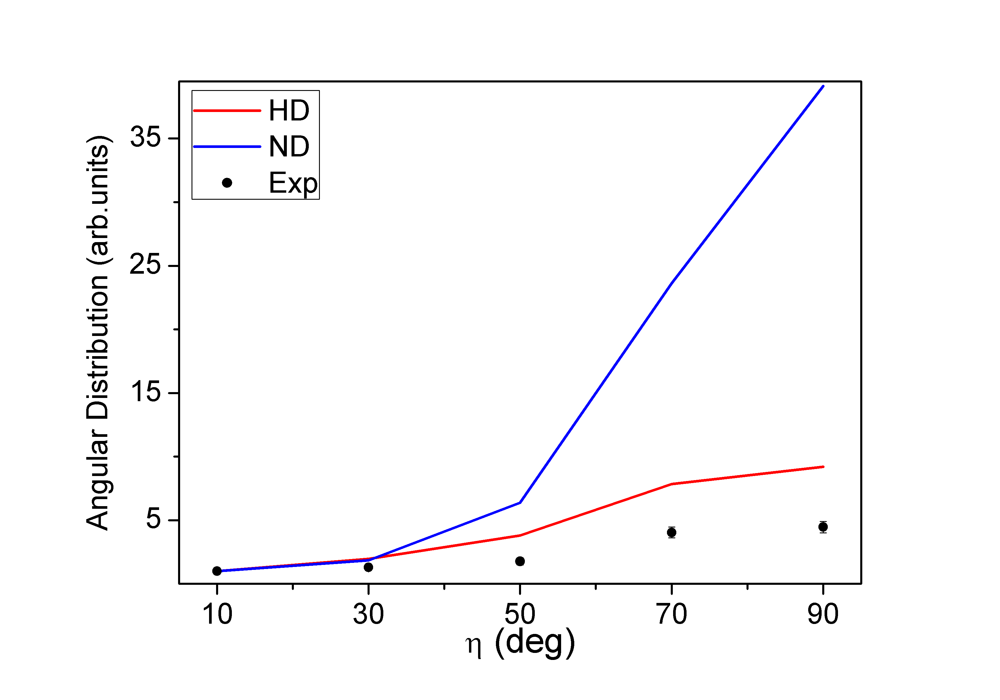 HD
ND
Exp
Angular Distribution (arb.units)
35
25
15
5
10 30 50 70 90
η (deg)